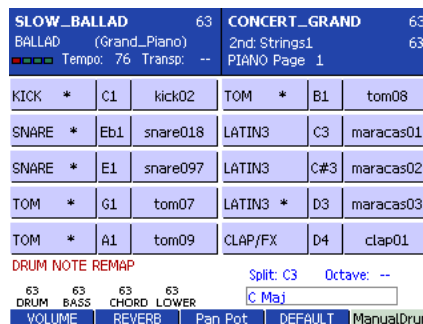 SLOW_BALLAD 63 CONCERT_GRAND 63
BALLAD (Grand_Piano) 2nd: Strings1 63
Tempo: 76 Transp: -- PIANO Page 1
KICK * C1 kick02 TOM * B1 tom08
SNARE * Eb1 snare018 LATIN3 C3 maracas01
SNARE * E1 snare097 LATIN3 C#3 maracas02
TOM * G1 tom07 LATIN3 * D3 maracas03
TOM * A1 tom09 CLAP/FX D4 clap01
DRUM NOTE REMAP
Split: C3 Octave: --
63 63 63 63
DRUM BASS CHORD LOWER
C Maj
VOLUME REVERB Pan Pot DEFAULT ManualDru